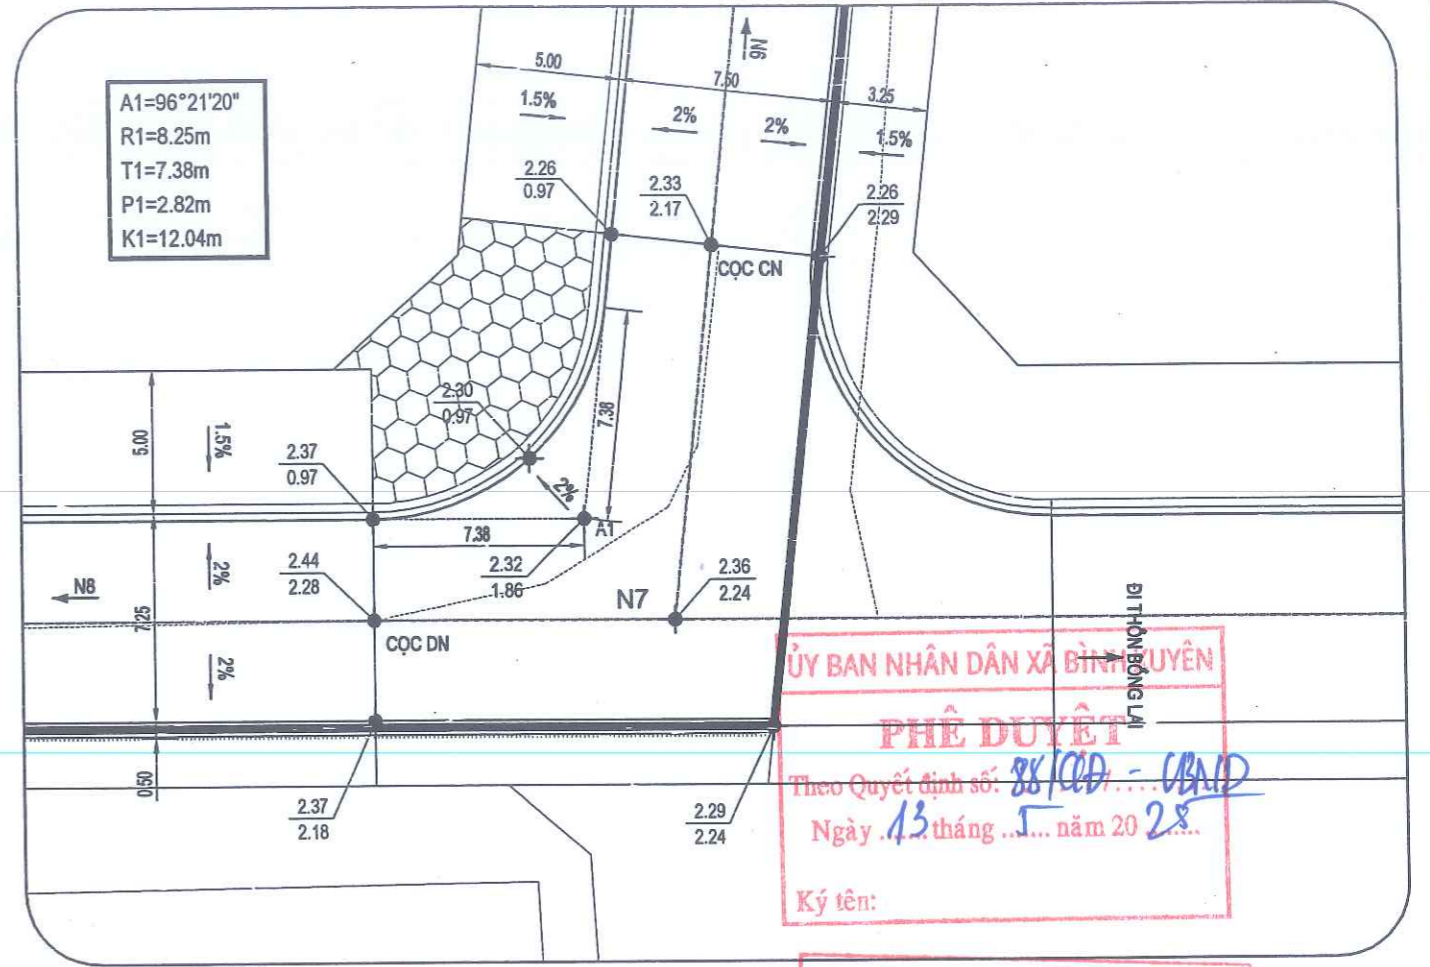 A1=96°21'20"
R1=8.25m
T1=7.38m
P1=2.82m
K1=12.04m
5.00
7.50
3.25
N6
1.5%
2%
2%
1.5%
2.26
0.97
2.33
2.17
2.26
2.29
CỌC CN
7.38
2.30
0.97
5.00
1.5%
2.37
0.97
2%
A1
7.38
2.32
1.86
2.44
2.28
N8
2%
7.25
2%
CỌC DN
N7
2.36
2.24
ĐI THÔN BỒNG LAI
0.50
2.37
2.18
2.29
2.24
ỦY BAN NHÂN DÂN XÃ BÌNH XUYÊN
PHÊ DUYỆT
Theo Quyết định số: 88/QĐ - UBND
Ngày 13 tháng 5 năm 20
Ký tên: